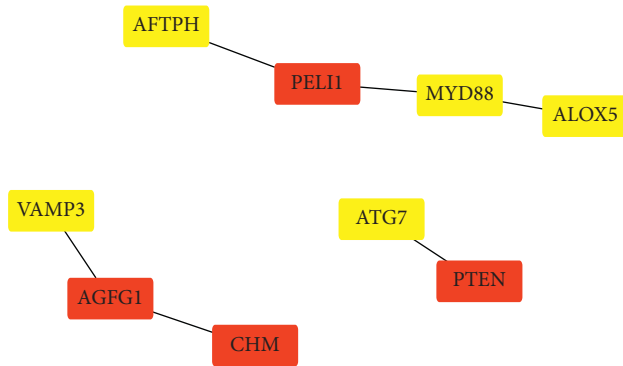 AFTPH
PELI1
MYD88
ALOX5
VAMP3
ATG7
AGFG1
PTEN
CHM